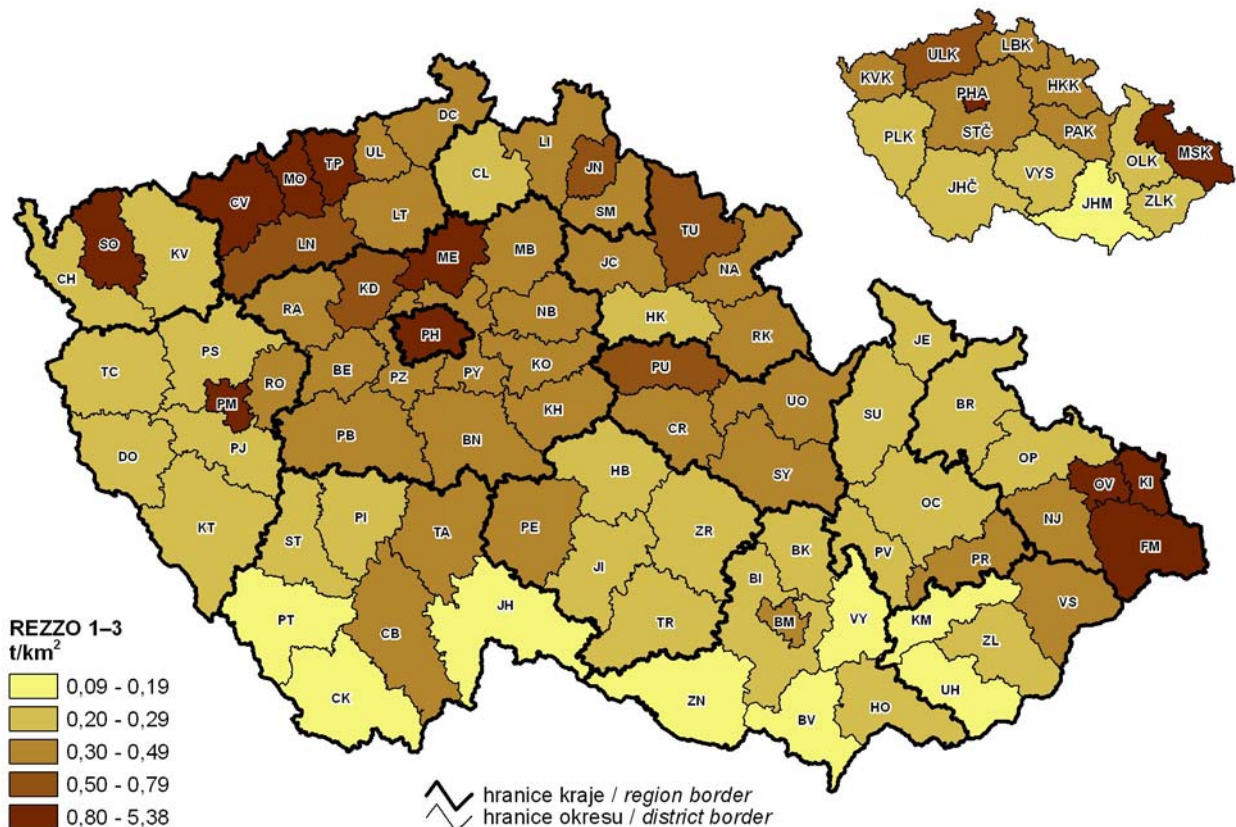 DC
LI
UL
TP
MO
CV
JN
CL
SM
LT
TU
SO
KV
LN
ME
MB
JC
NA
CH
KD
RA
NB
HK
RK
PH
PS
TC
RO
BE
PZ
PY
KO
PU
JE
PM
UO
SU
BR
KH
CR
PB
BN
DO
PJ
SY
OP
HB
OV
KI
OC
NJ
KT
ST
PI
TA
PE
ZR
FM
BK
PV
PR
JI
BI
VS
PT
JH
CB
TR
BM
VY
KM
ZL
CK
ZN
BV
HO
UH
ULK
LBK
KVK
HKK
PHA
STČ
PAK
PLK
MSK
OLK
VYS
JHČ
JHM
ZLK
REZZO 1–3
t/km²
0,09 - 0,19
0,20 - 0,29
0,30 - 0,49
0,50 - 0,79
0,80 - 5,38
hranice kraje / region border
hranice okresu / district border